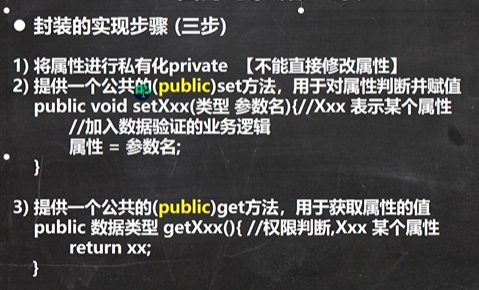 ● 封装的实现步骤 (三步)
1) 将属性进行私有化private 【不能直接修改属性】
2) 提供一个公共的(public)set方法，用于对属性判断并赋值
public void setXxx(类型 参数名){//Xxx 表示某个属性
//加入数据验证的业务逻辑
属性 = 参数名;
}
3) 提供一个公共的(public)get方法，用于获取属性的值
public 数据类型 getXxx(){ //权限判断,Xxx 某个属性
return xx;
}